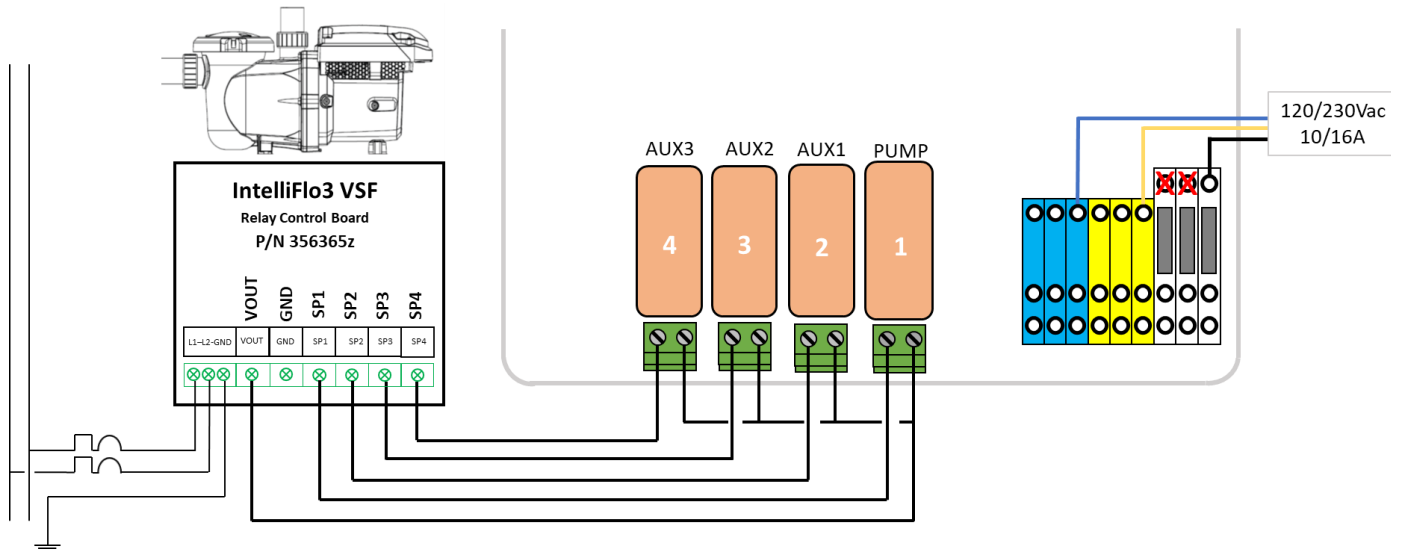 120/230Vac
10/16A
AUX3 AUX2 AUX1 PUMP
4 3 2 1
IntelliFlo3 VSF
Relay Control Board
P/N 356365z
VOUT GND SP1 SP2 SP3 SP4
L1–L2-GND VOUT GND SP1 SP2 SP3 SP4